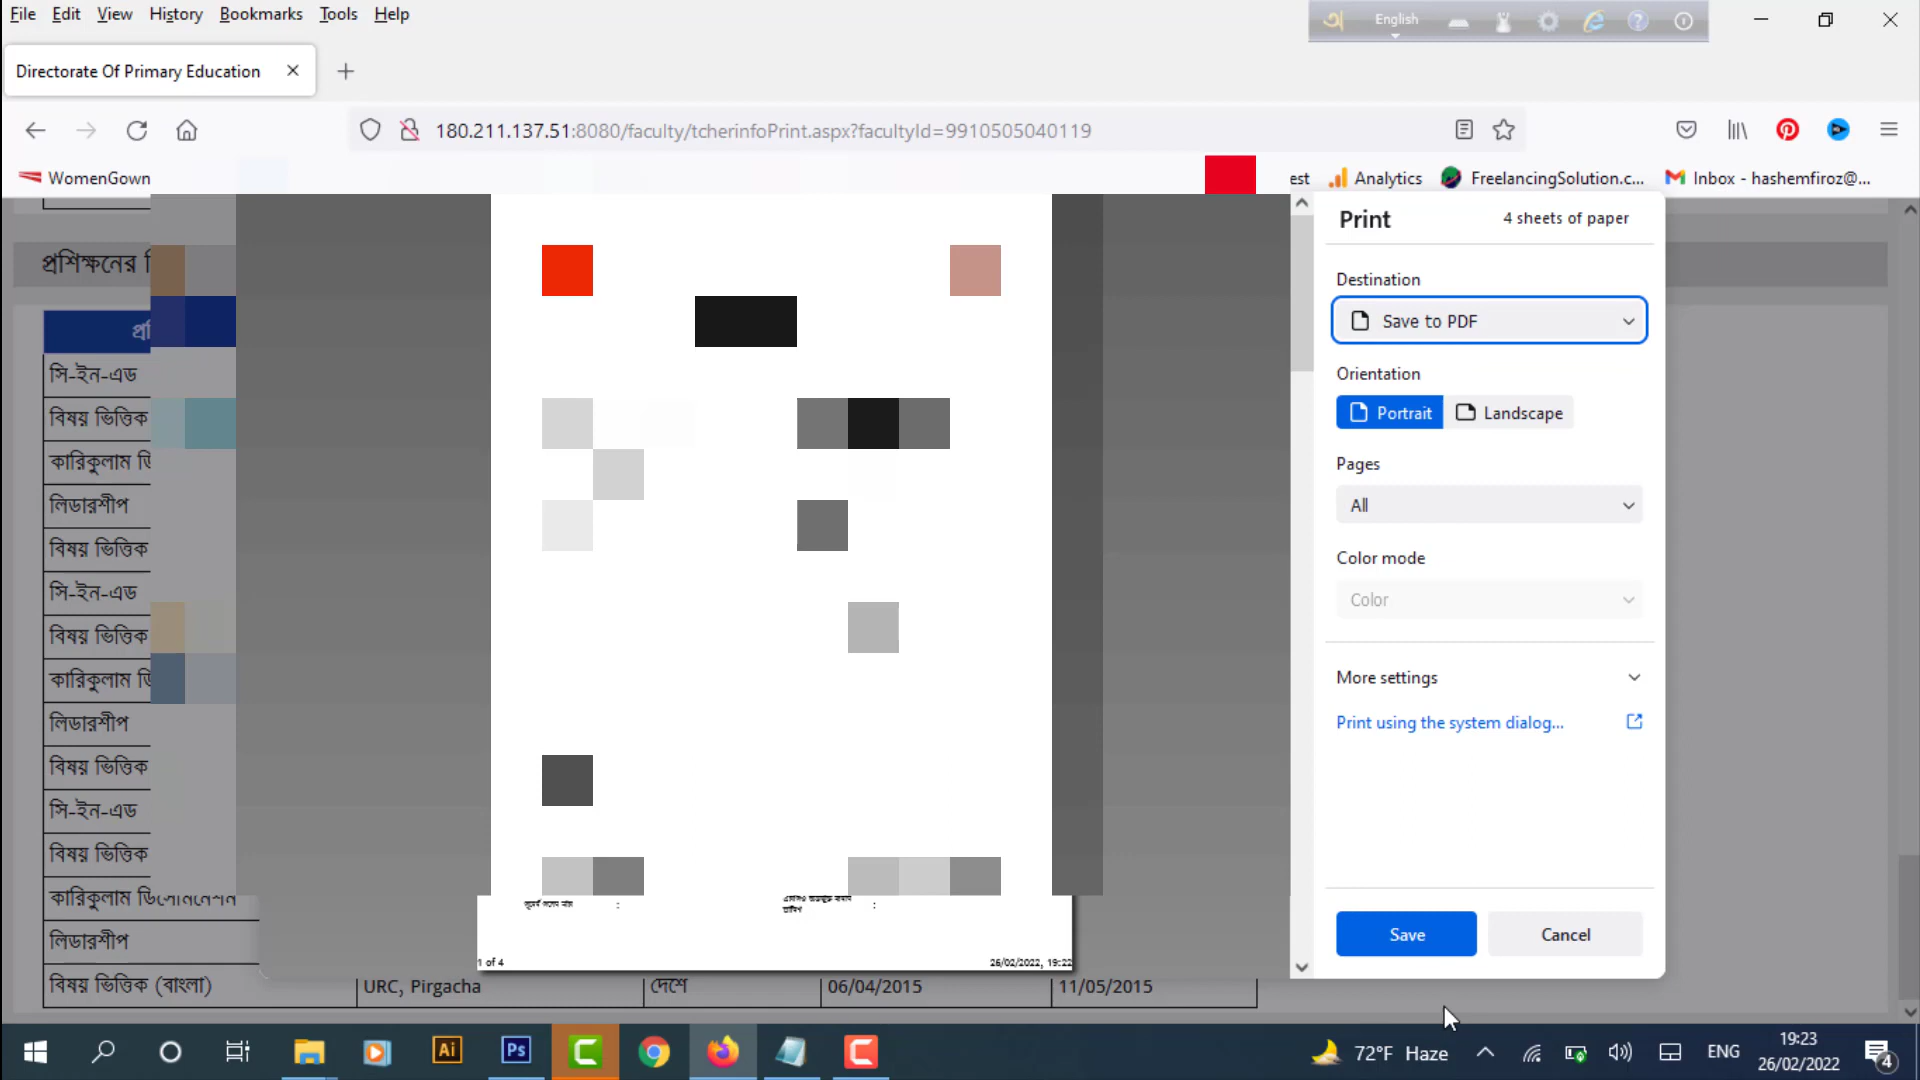 File Edit View History Bookmarks Tools Help
English
Directorate Of Primary Education
180.211.137.51:8080/faculty/tcherinfoPrint.aspx?facultyId=9910505040119
WomenGown
est Analytics FreelancingSolution.c... Inbox - hashemfiroz@...
Print 4 sheets of paper
প্রশিক্ষনের
Destination
Save to PDF
Orientation
Portrait Landscape
Pages
All
Color mode
Color
More settings
Print using the system dialog...
Save Cancel
সি-ইন-এড
বিষয় ভিত্তিক
কারিকুলাম
লিডারশীপ
বিষয় ভিত্তিক
সি-ইন-এড
বিষয় ভিত্তিক
কারিকুলাম
লিডারশীপ
বিষয় ভিত্তিক
সি-ইন-এড
বিষয় ভিত্তিক
কারিকুলাম ডিসেমিনেশন
লিডারশীপ
1 of 4 26/02/2022, 19:22
বিষয় ভিত্তিক (বাংলা) URC, Pirgacha দেশে 06/04/2015 11/05/2015
Ai Ps 72°F Haze ENG 19:23
26/02/2022
4